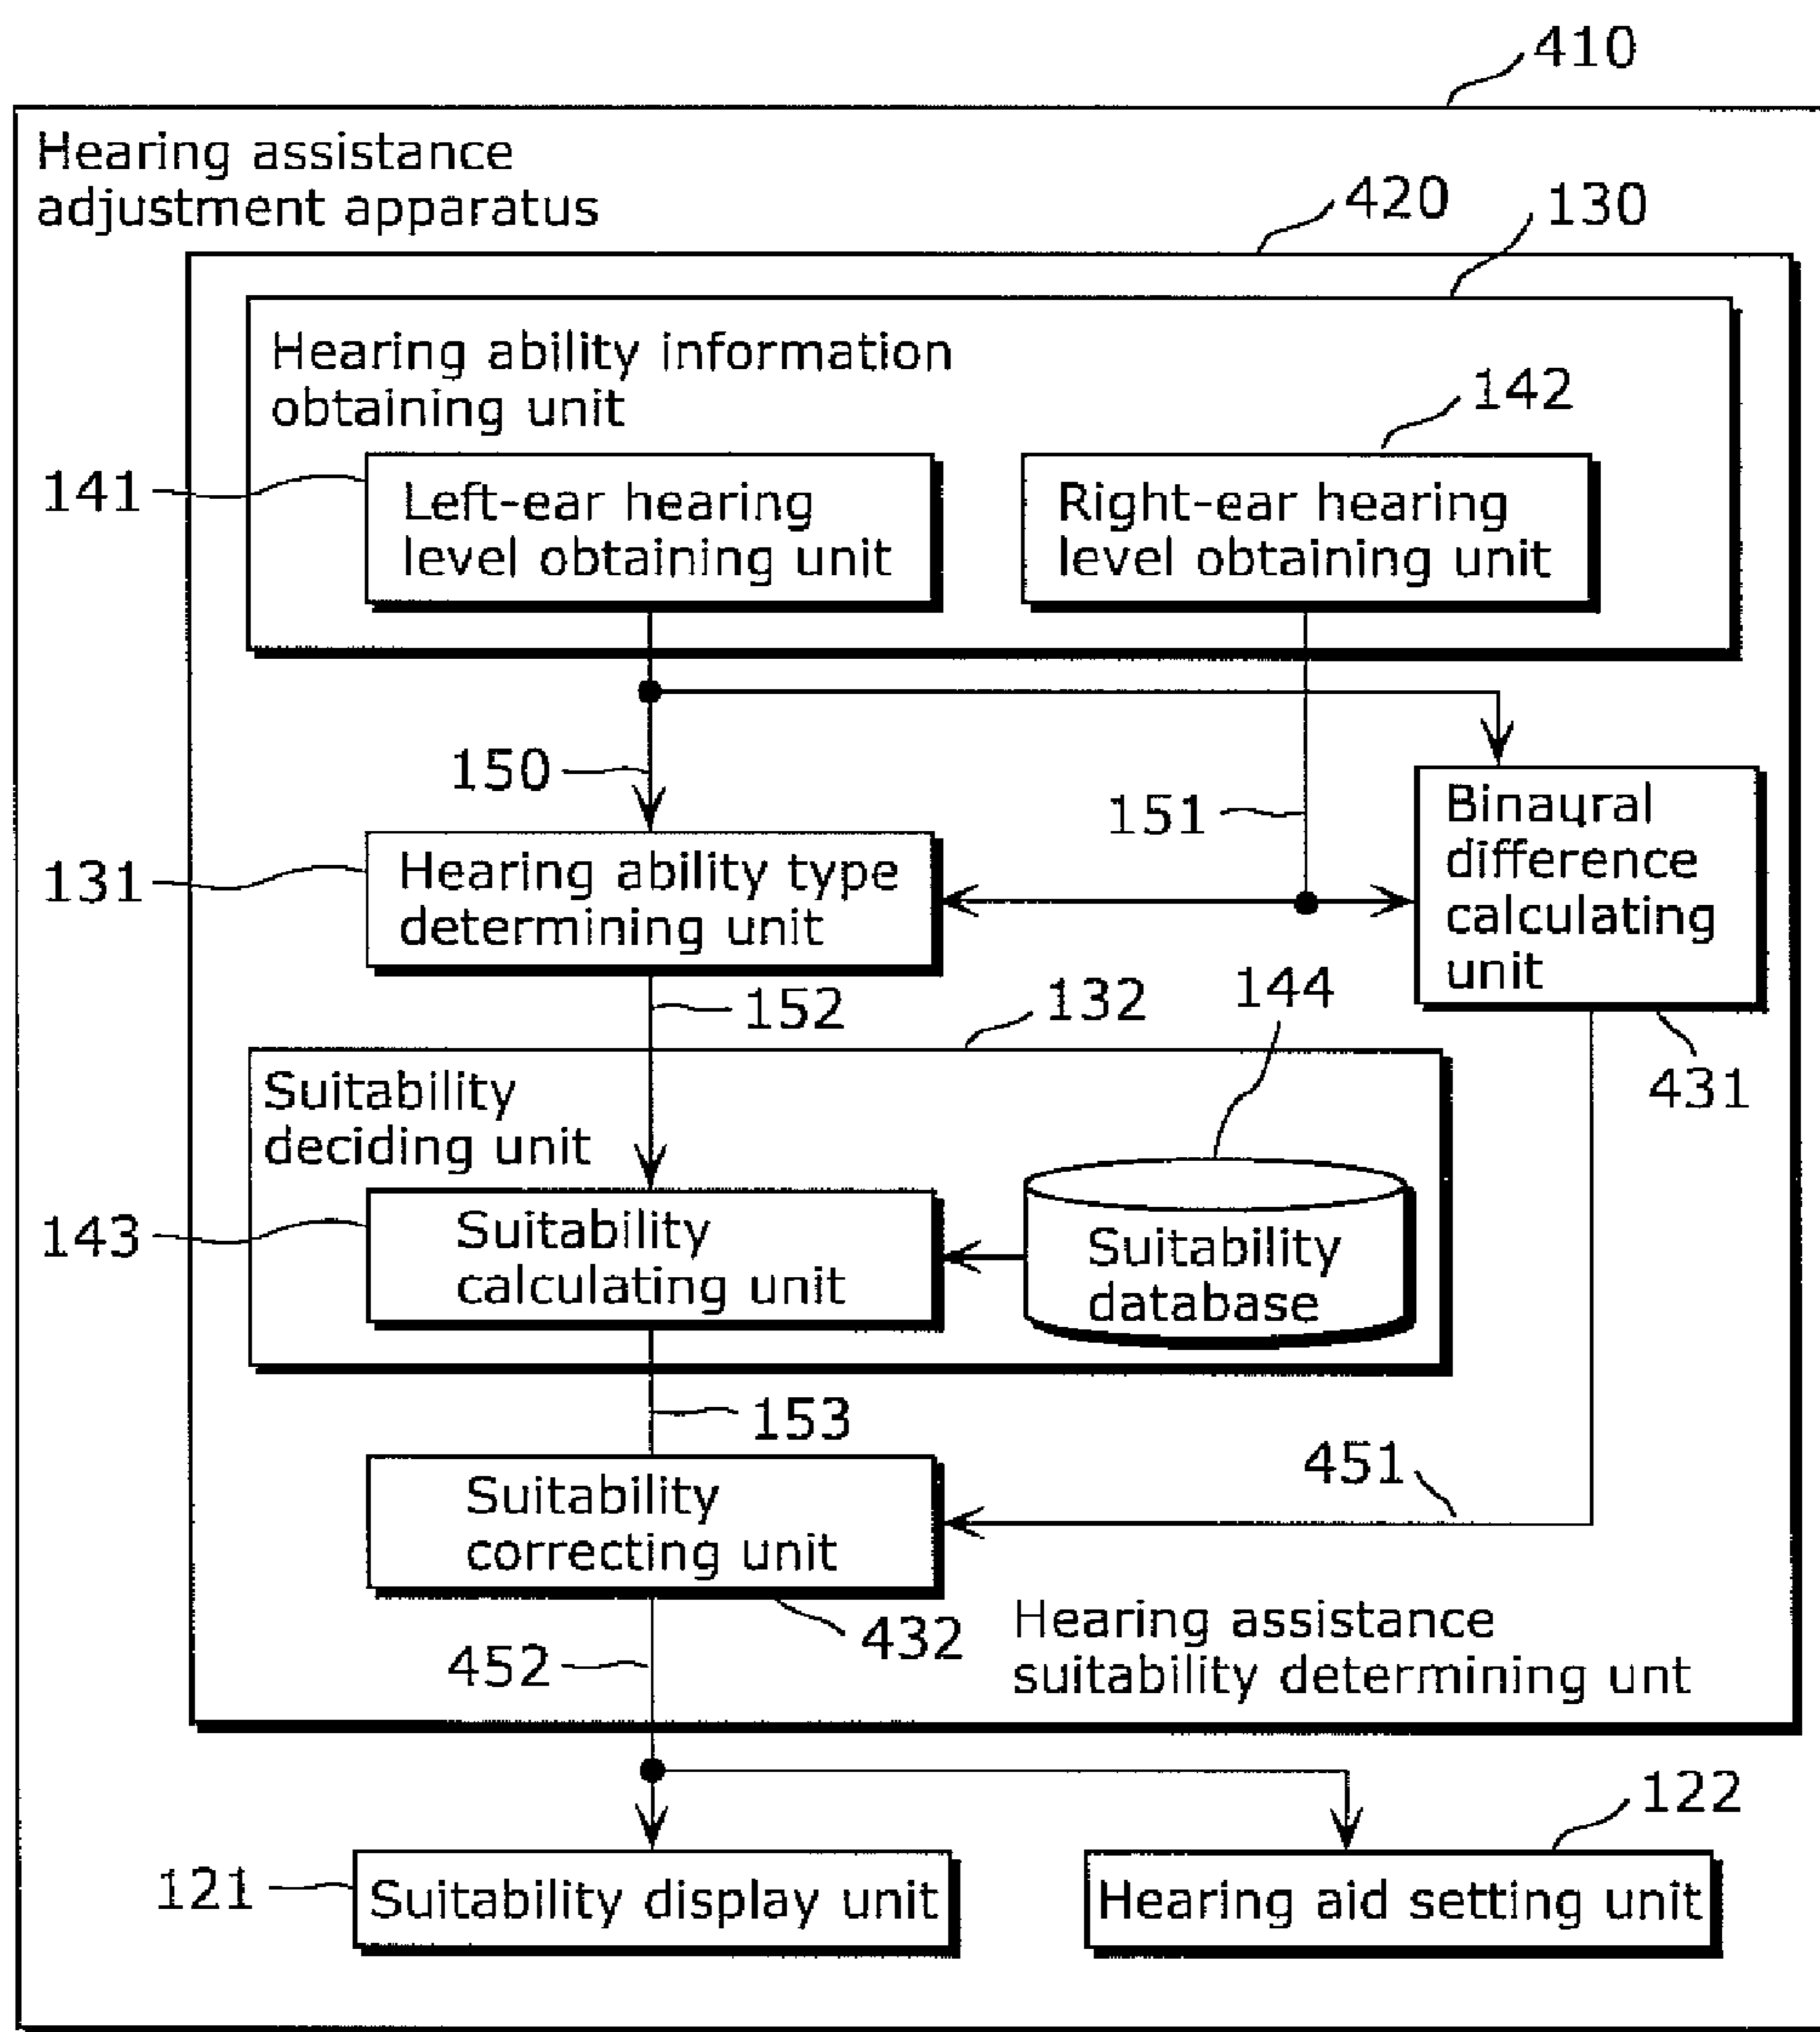 410
Hearing assistance
adjustment apparatus
420
130
Hearing ability information
obtaining unit
142
141
Left-ear hearing
level obtaining unit
Right-ear hearing
level obtaining unit
150
151
Binaural
difference
calculating
unit
131
Hearing ability type
determining unit
152
132
144
431
Suitability
deciding unit
143
Suitability
calculating unit
Suitability
database
153
451
Suitability
correcting unit
432
452
Hearing assistance
suitability determining unt
122
121
Suitability display unit
Hearing aid setting unit